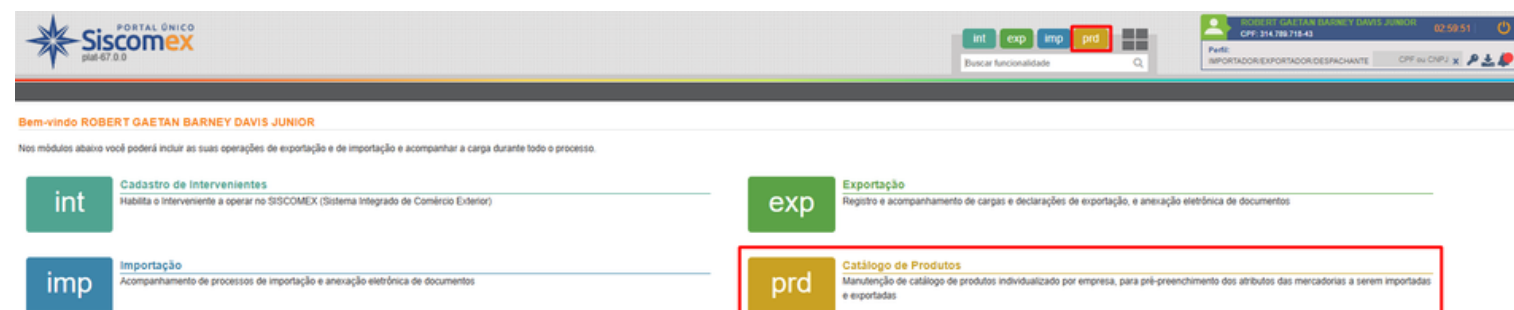 PORTAL ÚNICO
Siscomex
plat-67.0.0
int exp imp prd
Buscar funcionalidade
ROBERT GAETAN BARNEY DAVIS JUNIOR 02:59:51
CPF: 314.789.718-43
Perfil:
IMPORTADOR/EXPORTADOR/DESPACHANTE CPF ou CNPJ x
Bem-vindo ROBERT GAETAN BARNEY DAVIS JUNIOR
Nos módulos abaixo você poderá incluir as suas operações de exportação e de importação e acompanhar a carga durante todo o processo.
int
Cadastro de Intervenientes
Habilita o Interveniente a operar no SISCOMEX (Sistema Integrado de Comércio Exterior)
exp
Exportação
Registro e acompanhamento de cargas e declarações de exportação, e anexação eletrônica de documentos
imp
Importação
Acompanhamento de processos de importação e anexação eletrônica de documentos
prd
Catálogo de Produtos
Manutenção de catálogo de produtos individualizado por empresa, para pré-preenchimento dos atributos das mercadorias a serem importadas
e exportadas